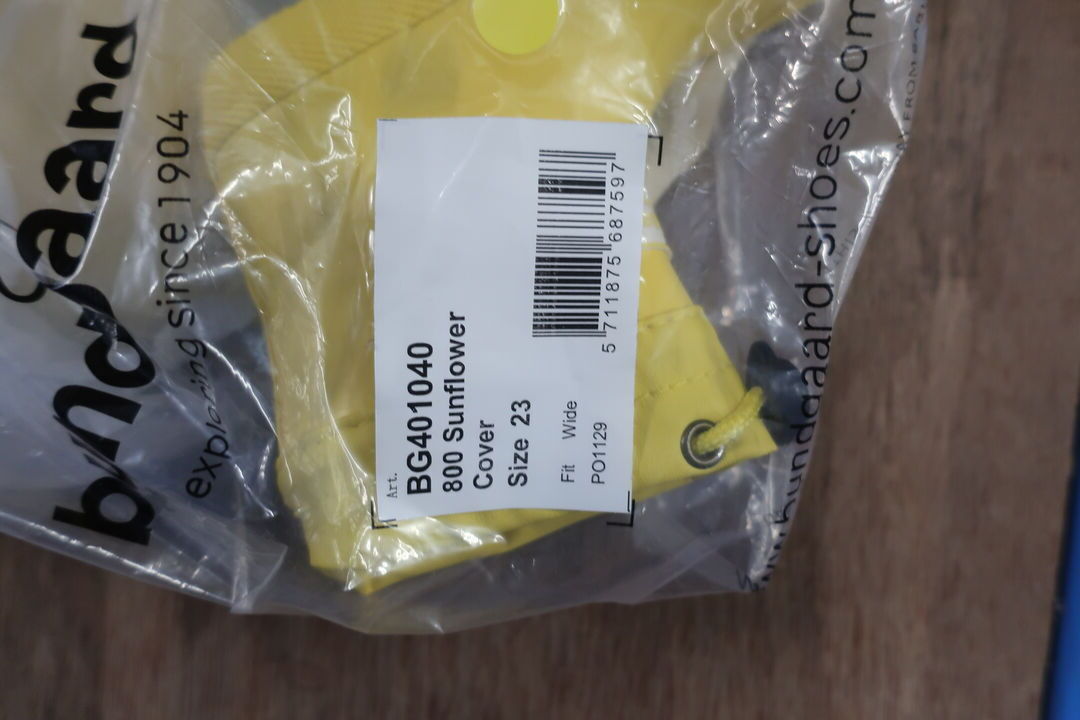 bundgaard
exploring since 1904
Art.
BG401040
800 Sunflower
Cover
Size 23
Fit Wide
PO1129
5 711875 687597
www.bundgaard-shoes.com